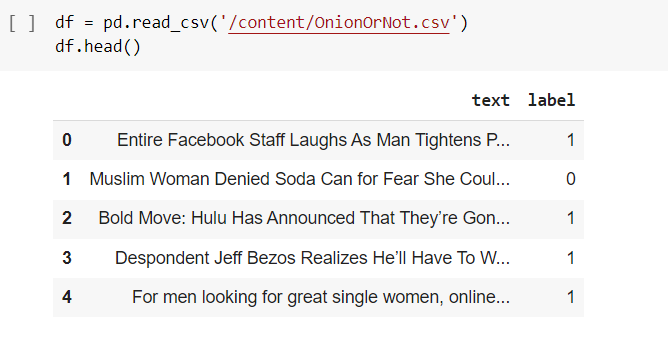 [ ] df = pd.read_csv('/content/OnionOrNot.csv')
df.head()
text label
0 Entire Facebook Staff Laughs As Man Tightens P... 1
1 Muslim Woman Denied Soda Can for Fear She Coul... 0
2 Bold Move: Hulu Has Announced That They’re Gon... 1
3 Despondent Jeff Bezos Realizes He’ll Have To W... 1
4 For men looking for great single women, online... 1